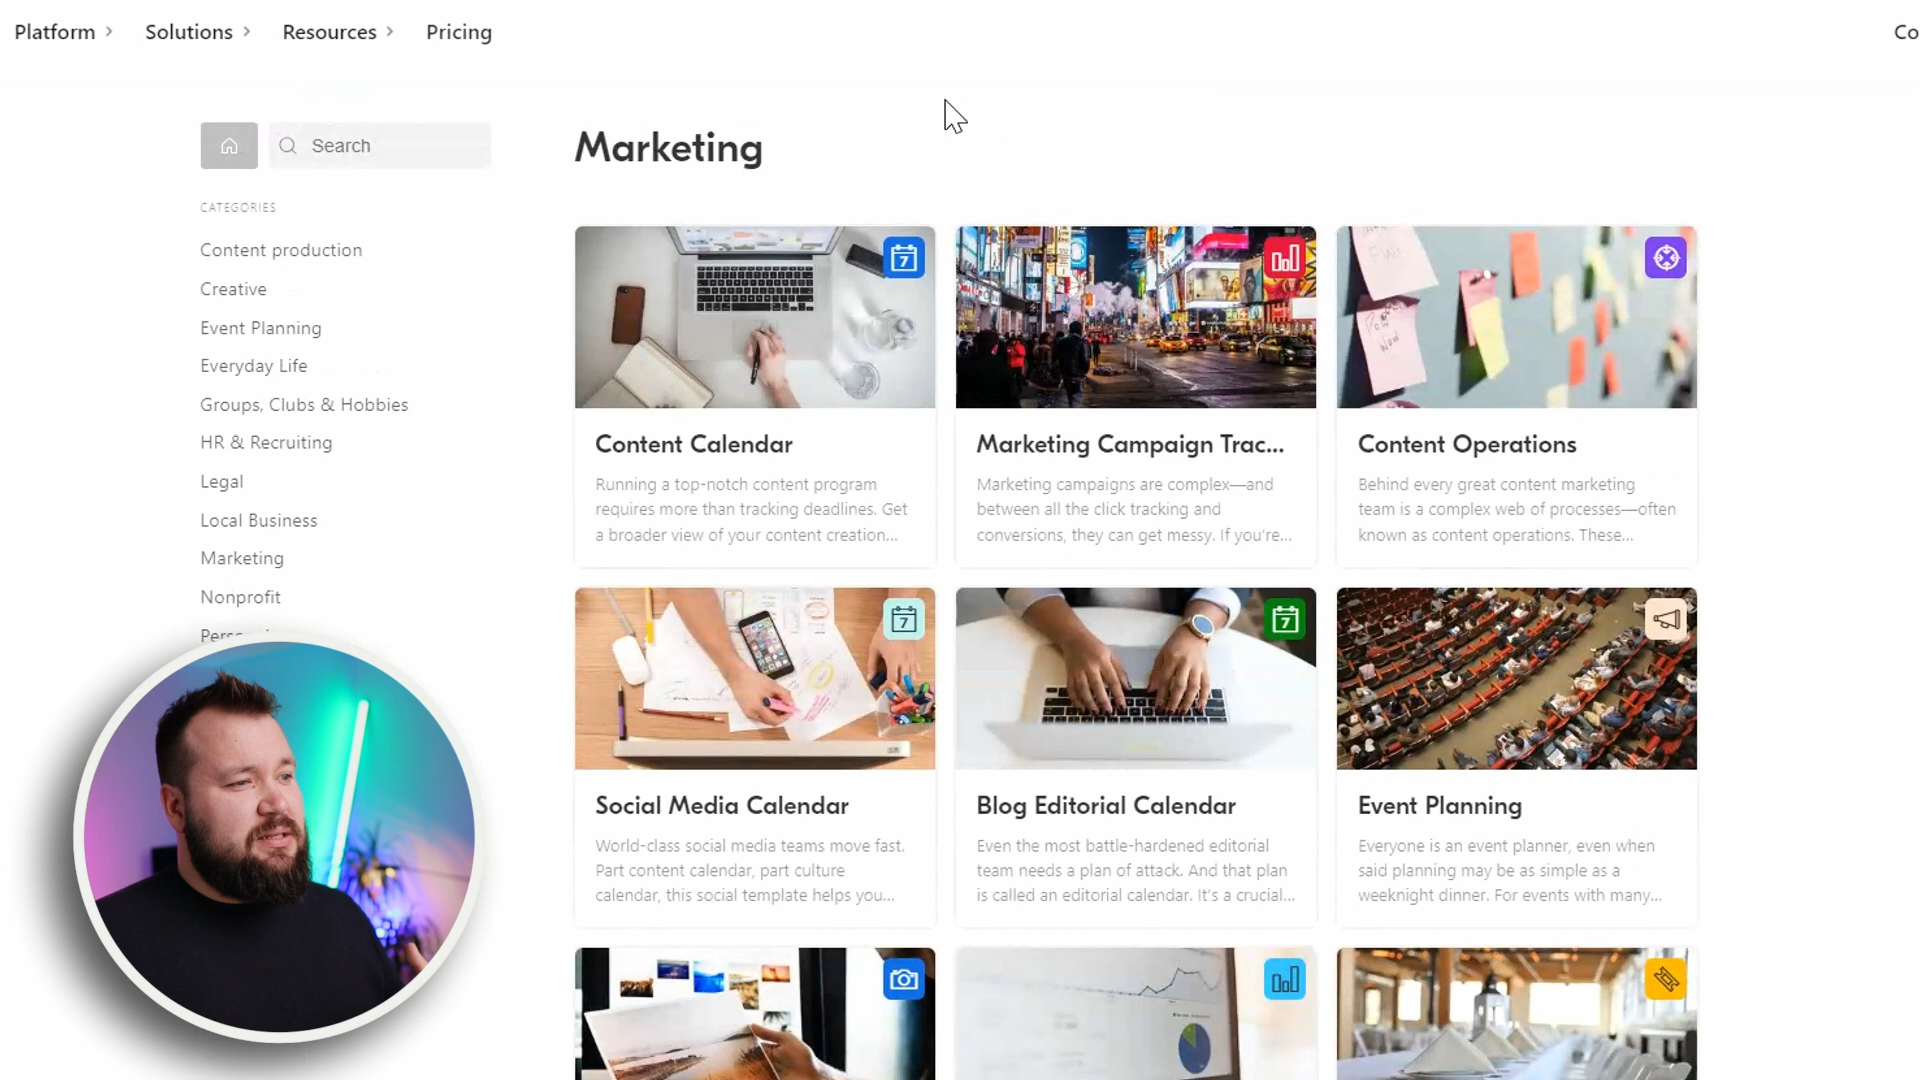 Platform
Solutions
Resources
Pricing
Co
Search
CATEGORIES
Content production
Creative
Event Planning
Everyday Life
Groups, Clubs & Hobbies
HR & Recruiting
Legal
Local Business
Marketing
Nonprofit
Marketing
7
Content Calendar
Running a top-notch content program
requires more than tracking deadlines. Get
a broader view of your content creation...
Marketing Campaign Trac...
Marketing campaigns are complex—and
between all the click tracking and
conversions, they can get messy. If you're...
Content Operations
Behind every great content marketing
team is a complex web of processes—often
known as content operations. These...
7
Social Media Calendar
World-class social media teams move fast.
Part content calendar, part culture
calendar, this social template helps you...
7
Blog Editorial Calendar
Even the most battle-hardened editorial
team needs a plan of attack. And that plan
is called an editorial calendar. It's a crucial...
Event Planning
Everyone is an event planner, even when
said planning may be as simple as a
weeknight dinner. For events with many...